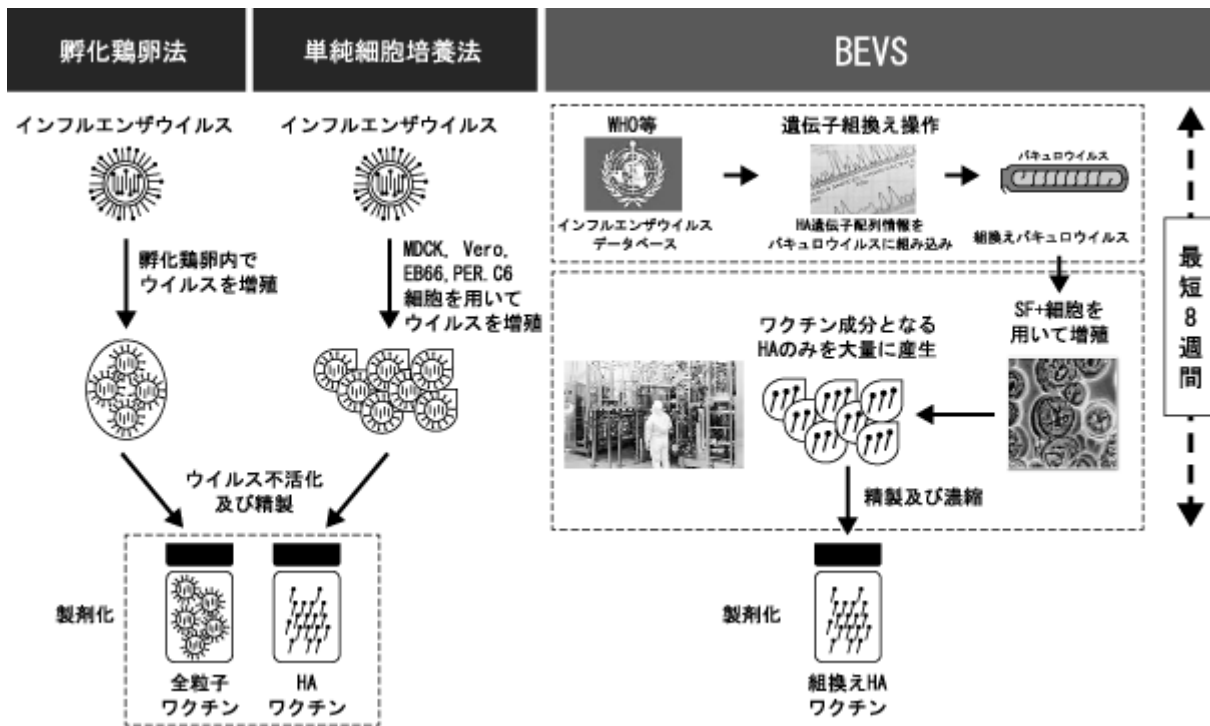 孵化鶏卵法
単純細胞培養法
BEVS
インフルエンザウイルス
孵化鶏卵内で
ウイルスを増殖
インフルエンザウイルス
MDCK, Vero,
EB66,PER.C6
細胞を用いて
ウイルスを増殖
ウイルス不活化
及び精製
製剤化
全粒子
ワクチン
HA
ワクチン
WHO等
インフルエンザウイルス
データベース
遺伝子組換え操作
HA遺伝子配列情報を
バキュロウイルスに組み込み
バキュロウイルス
組換えバキュロウイルス
SF+細胞を
用いて増殖
ワクチン成分となる
HAのみを大量に産生
精製及び濃縮
製剤化
組換えHA
ワクチン
最短8週間